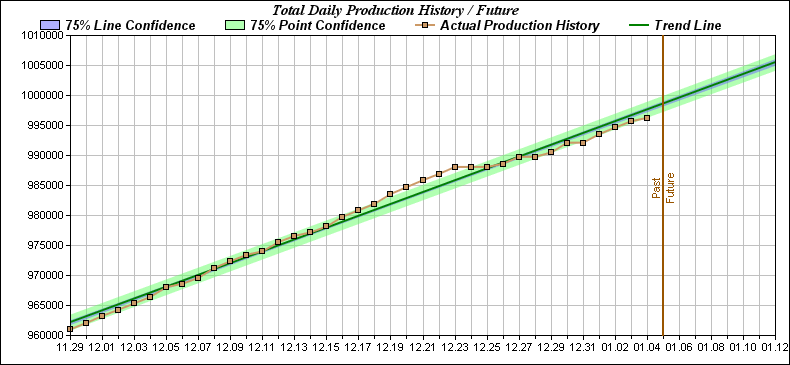 Total Daily Production History / Future
75% Line Confidence 75% Point Confidence Actual Production History Trend Line
1010000
1005000
1000000
995000
990000
985000
980000
975000
970000
965000
960000
Past
Future
11.29 12.01 12.03 12.05 12.07 12.09 12.11 12.13 12.15 12.17 12.19 12.21 12.23 12.25 12.27 12.29 12.31 01.02 01.04 01.06 01.08 01.10 01.12